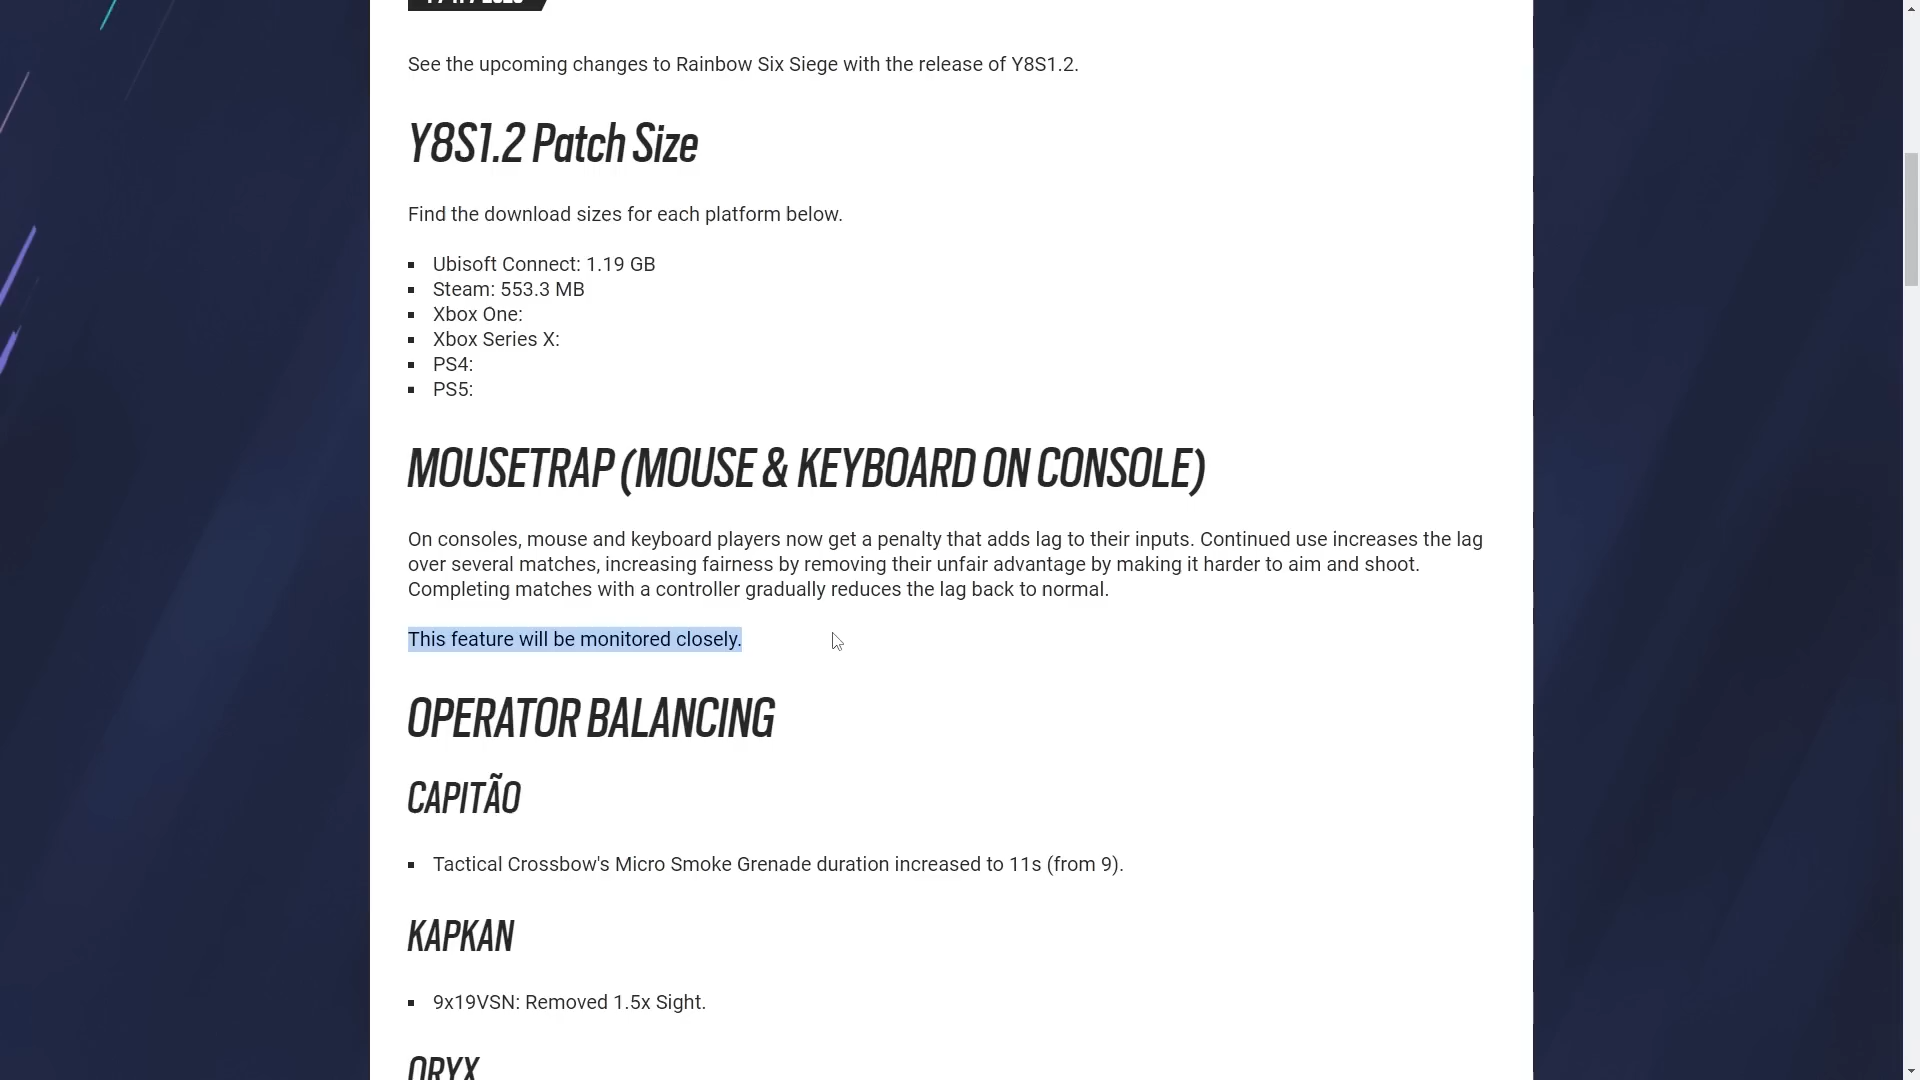 See the upcoming changes to Rainbow Six Siege with the release of Y8S1.2.
Y8S1.2 Patch Size
Find the download sizes for each platform below.
▪ Ubisoft Connect: 1.19 GB
▪ Steam: 553.3 MB
▪ Xbox One:
▪ Xbox Series X:
▪ PS4:
▪ PS5:
MOUSETRAP (MOUSE & KEYBOARD ON CONSOLE)
On consoles, mouse and keyboard players now get a penalty that adds lag to their inputs. Continued use increases the lag
over several matches, increasing fairness by removing their unfair advantage by making it harder to aim and shoot.
Completing matches with a controller gradually reduces the lag back to normal.
This feature will be monitored closely.
OPERATOR BALANCING
CAPITÃO
▪ Tactical Crossbow's Micro Smoke Grenade duration increased to 11s (from 9).
KAPKAN
▪ 9x19VSN: Removed 1.5x Sight.
ORYX